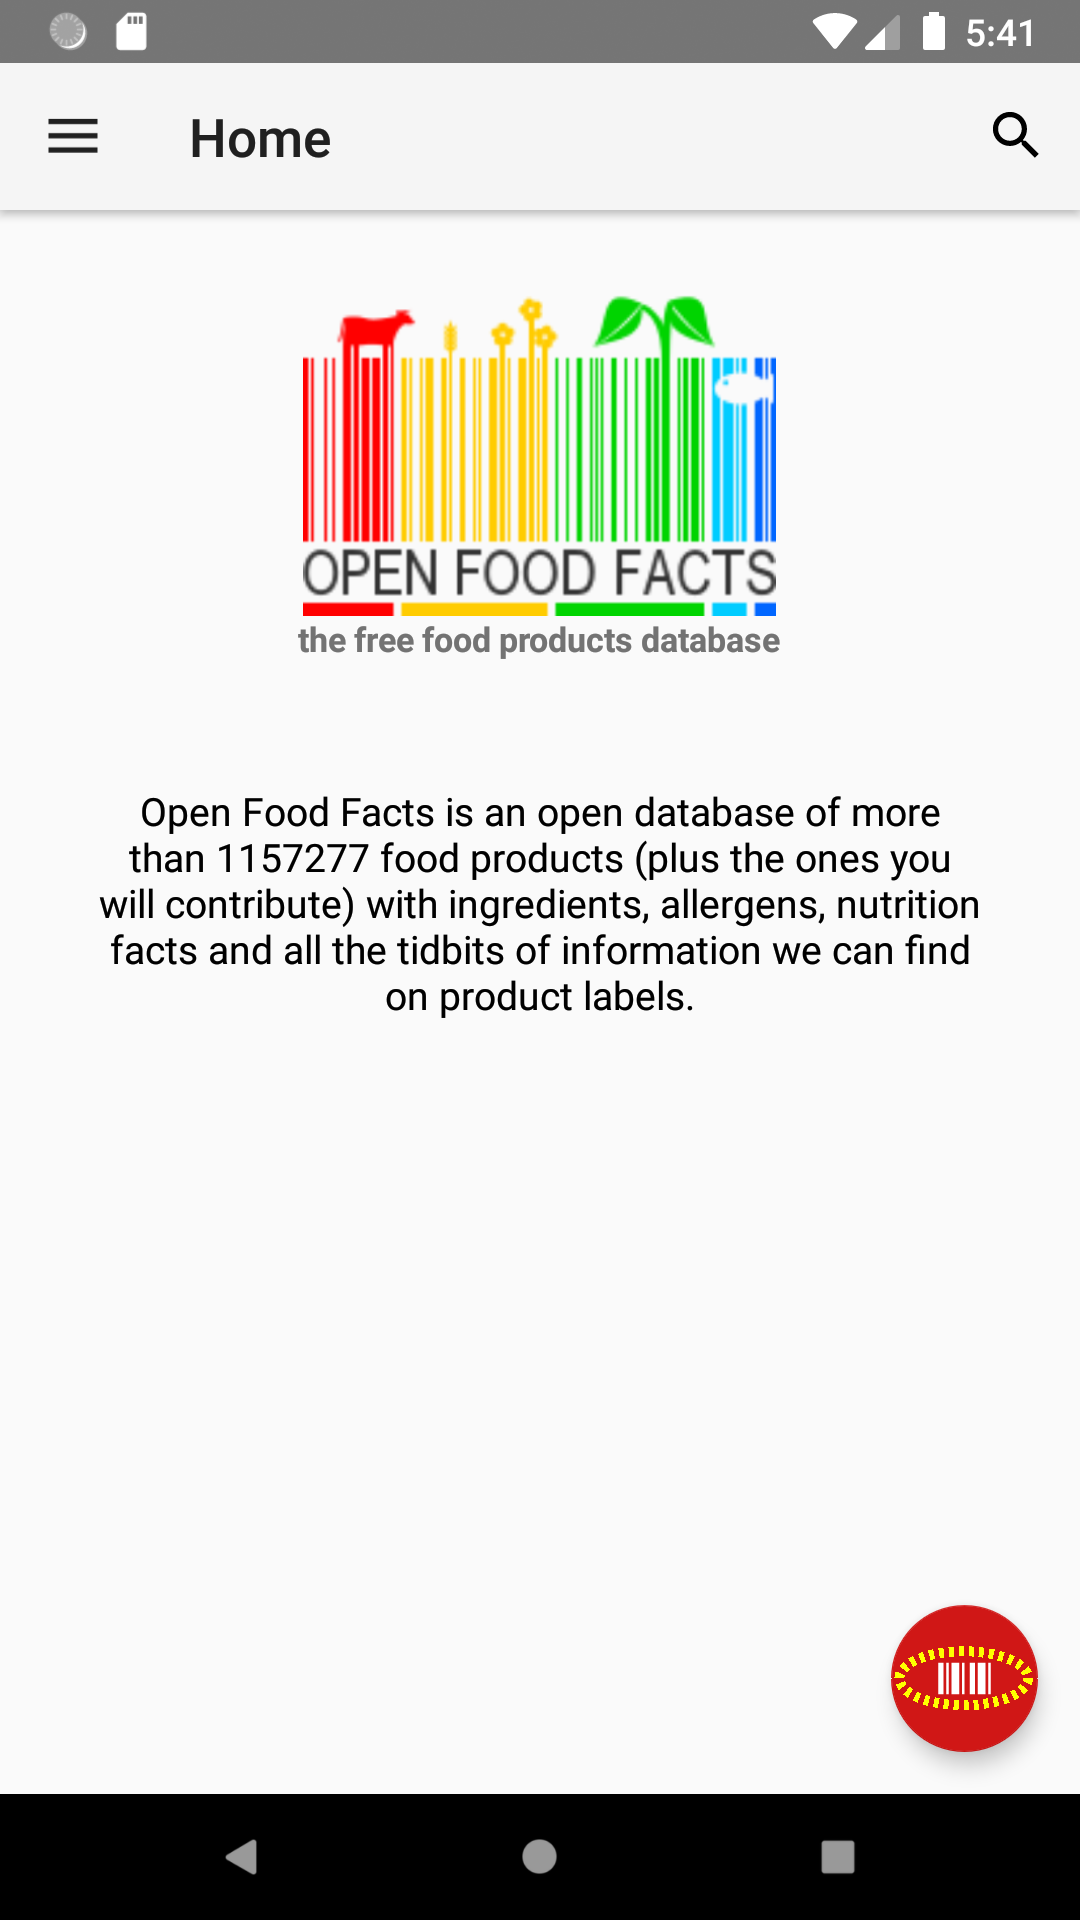 5:41
Home
OPEN FOOD FACTS
the free food products database
Open Food Facts is an open database of more
than 1157277 food products (plus the ones you
will contribute) with ingredients, allergens, nutrition
facts and all the tidbits of information we can find
on product labels.